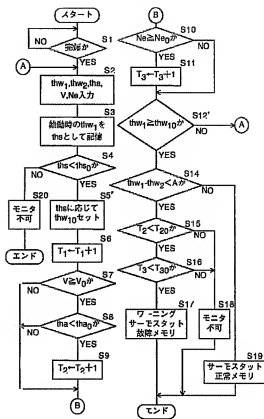 スタート
S1
完爆か
NO
YES
A
S2
thw₁,thw₂,tha,
V,Ne入力
S3
始動時のthw₁を
thsとして記憶
S4
ths<ths₀か
NO
YES
S20
モニタ
不可
エンド
S5'
thsに応じて
thw₁₀セット
S6
T₁←T₁+1
S7
V≧V₀か
NO
YES
S8
tha<tha₀か
NO
YES
S9
T₂←T₂+1
B
B
S10
Ne≧Ne₀か
NO
YES
S11
T₃←T₃+1
S12'
thw₁≧thw₁₀か
NO
A
YES
S14
thw₁-thw₂<Aか
YES
NO
S15
T₂<T₂₀か
NO
YES
S16
T₃<T₃₀か
NO
YES
S17
ワーニング
サーモスタット
故障メモリ
S18
モニタ
不可
S19
サーモスタット
正常メモリ
エンド